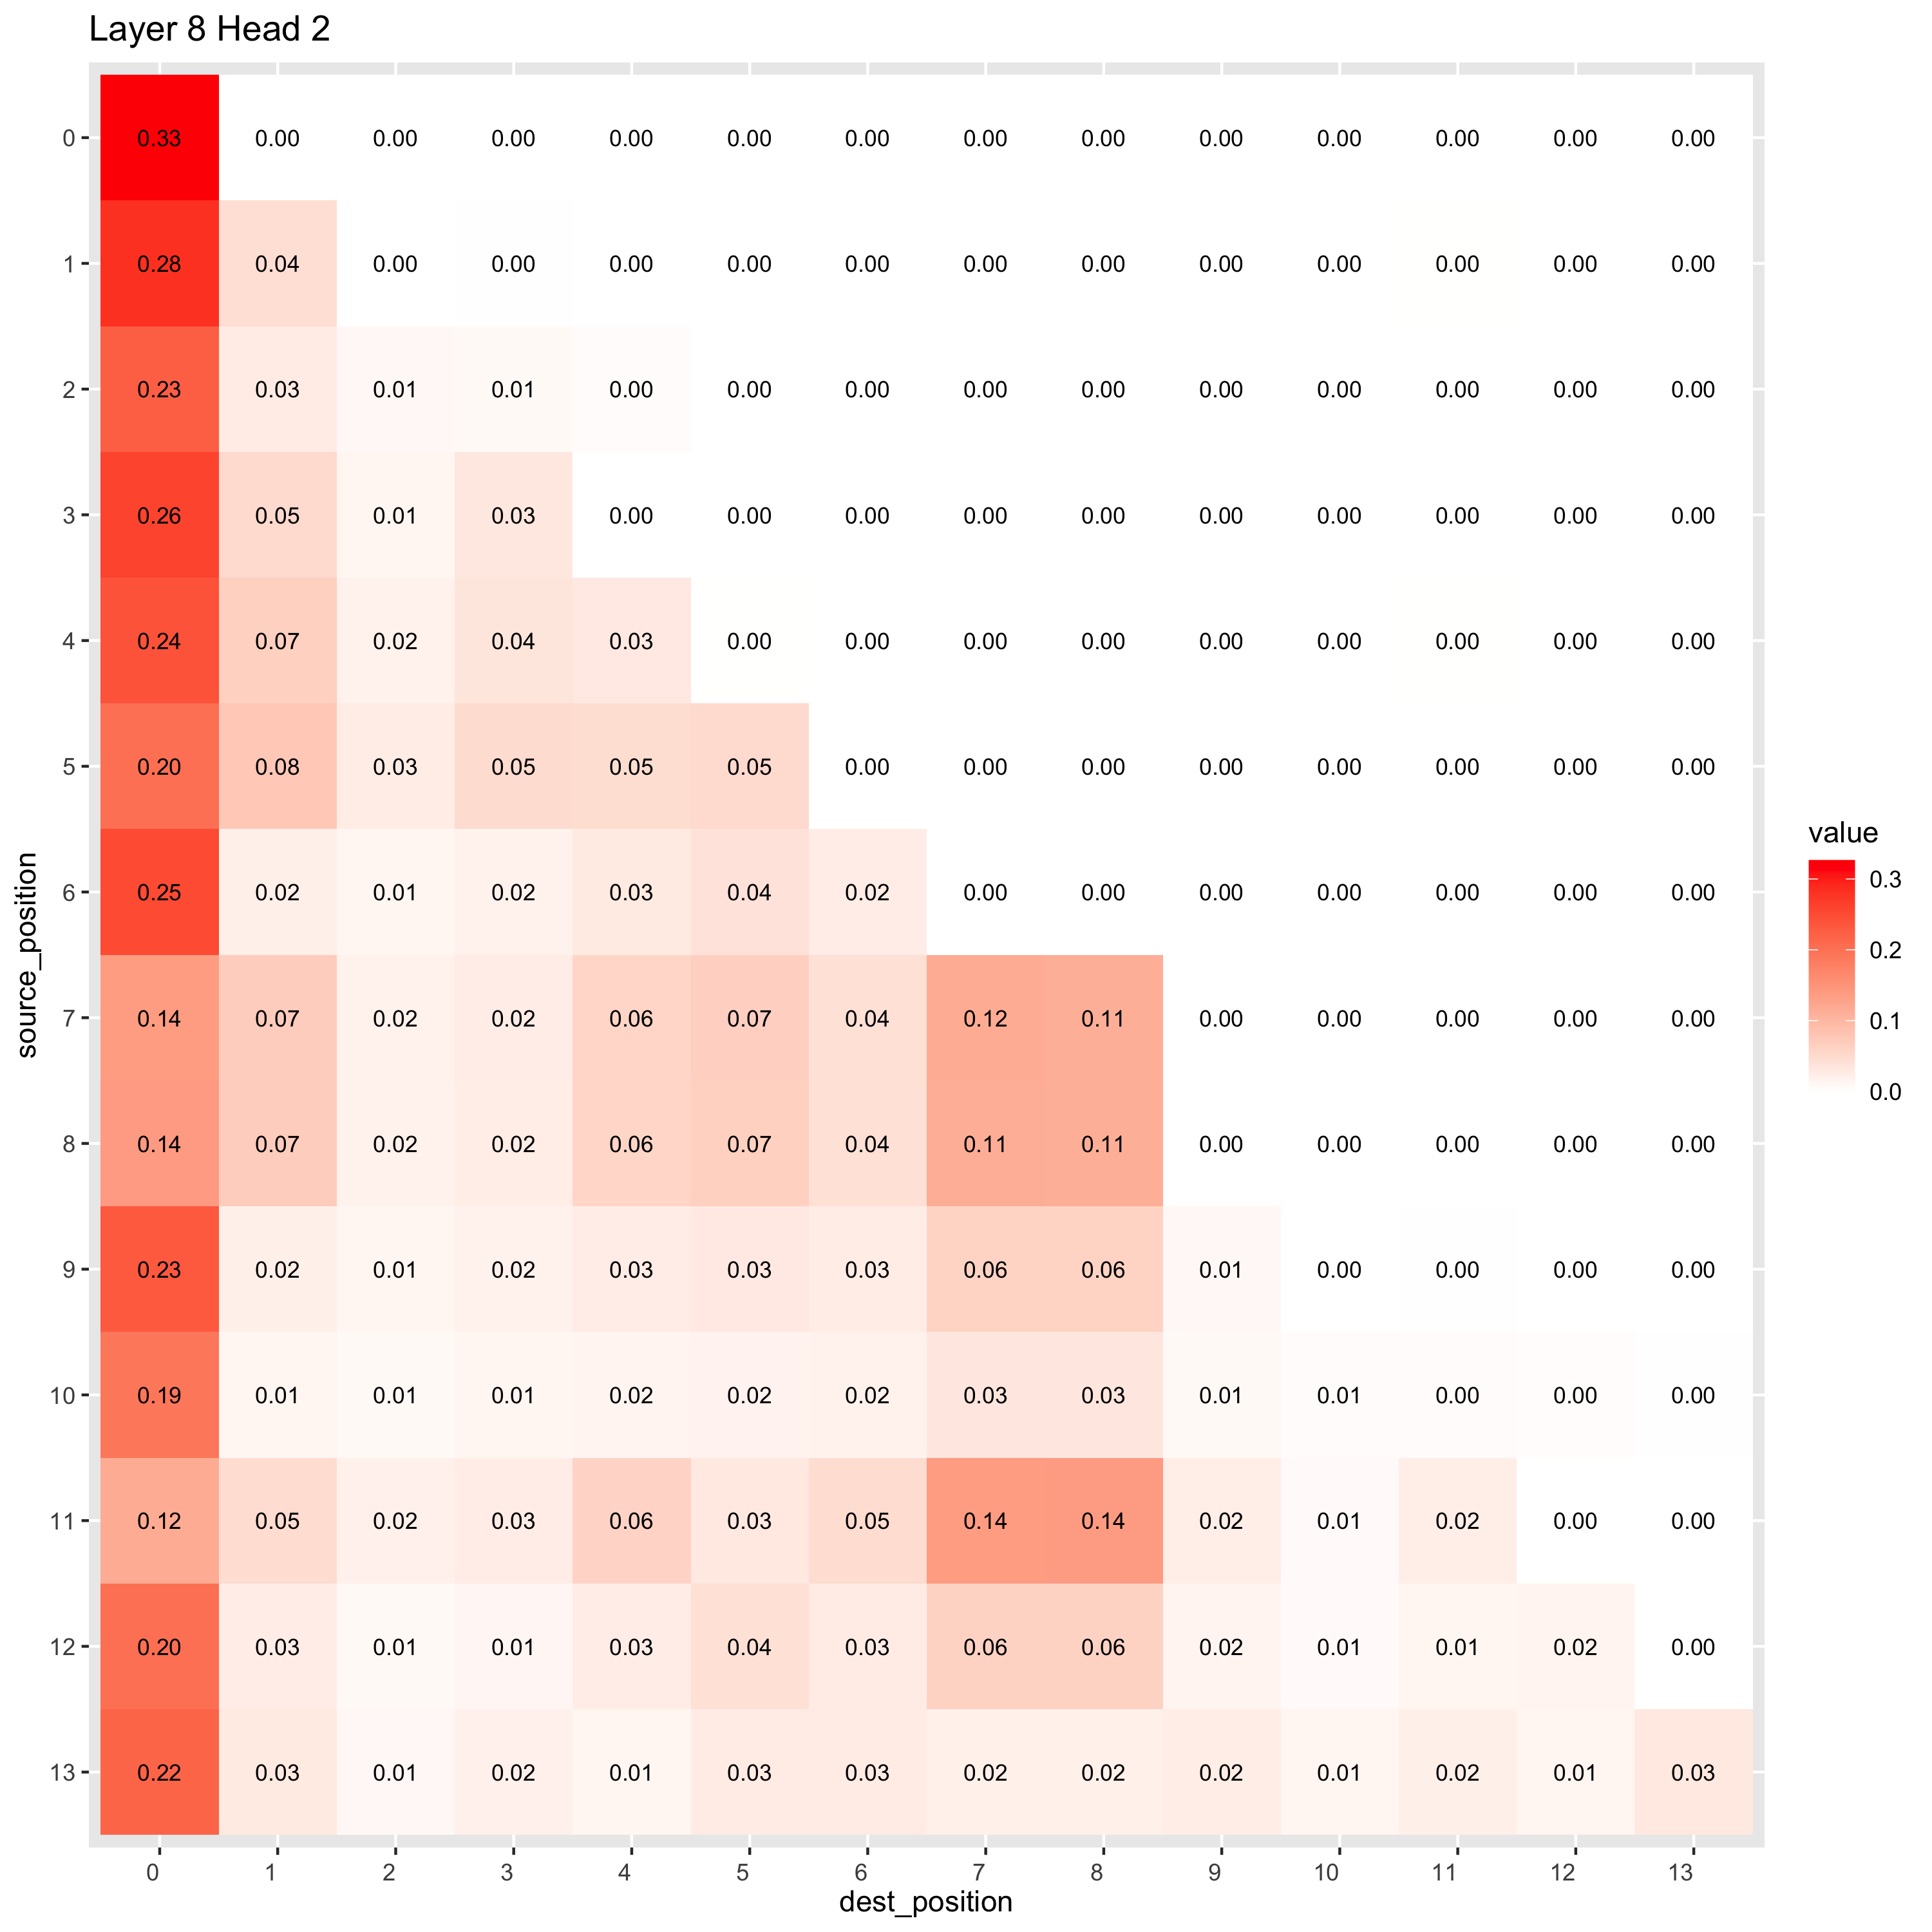 Layer 8 Head 2
0 0.33 0.00 0.00 0.00 0.00 0.00 0.00 0.00 0.00 0.00 0.00 0.00 0.00 0.00
1 0.28 0.04 0.00 0.00 0.00 0.00 0.00 0.00 0.00 0.00 0.00 0.00 0.00 0.00
2 0.23 0.03 0.01 0.01 0.00 0.00 0.00 0.00 0.00 0.00 0.00 0.00 0.00 0.00
3 0.26 0.05 0.01 0.03 0.00 0.00 0.00 0.00 0.00 0.00 0.00 0.00 0.00 0.00
4 0.24 0.07 0.02 0.04 0.03 0.00 0.00 0.00 0.00 0.00 0.00 0.00 0.00 0.00
5 0.20 0.08 0.03 0.05 0.05 0.05 0.00 0.00 0.00 0.00 0.00 0.00 0.00 0.00
6 0.25 0.02 0.01 0.02 0.03 0.04 0.02 0.00 0.00 0.00 0.00 0.00 0.00 0.00
7 0.14 0.07 0.02 0.02 0.06 0.07 0.04 0.12 0.11 0.00 0.00 0.00 0.00 0.00
8 0.14 0.07 0.02 0.02 0.06 0.07 0.04 0.11 0.11 0.00 0.00 0.00 0.00 0.00
9 0.23 0.02 0.01 0.02 0.03 0.03 0.03 0.06 0.06 0.01 0.00 0.00 0.00 0.00
10 0.19 0.01 0.01 0.01 0.02 0.02 0.02 0.03 0.03 0.01 0.01 0.00 0.00 0.00
11 0.12 0.05 0.02 0.03 0.06 0.03 0.05 0.14 0.14 0.02 0.01 0.02 0.00 0.00
12 0.20 0.03 0.01 0.01 0.03 0.04 0.03 0.06 0.06 0.02 0.01 0.01 0.02 0.00
13 0.22 0.03 0.01 0.02 0.01 0.03 0.03 0.02 0.02 0.02 0.01 0.02 0.01 0.03
0 1 2 3 4 5 6 7 8 9 10 11 12 13
dest_position
source_position
value
0.3
0.2
0.1
0.0